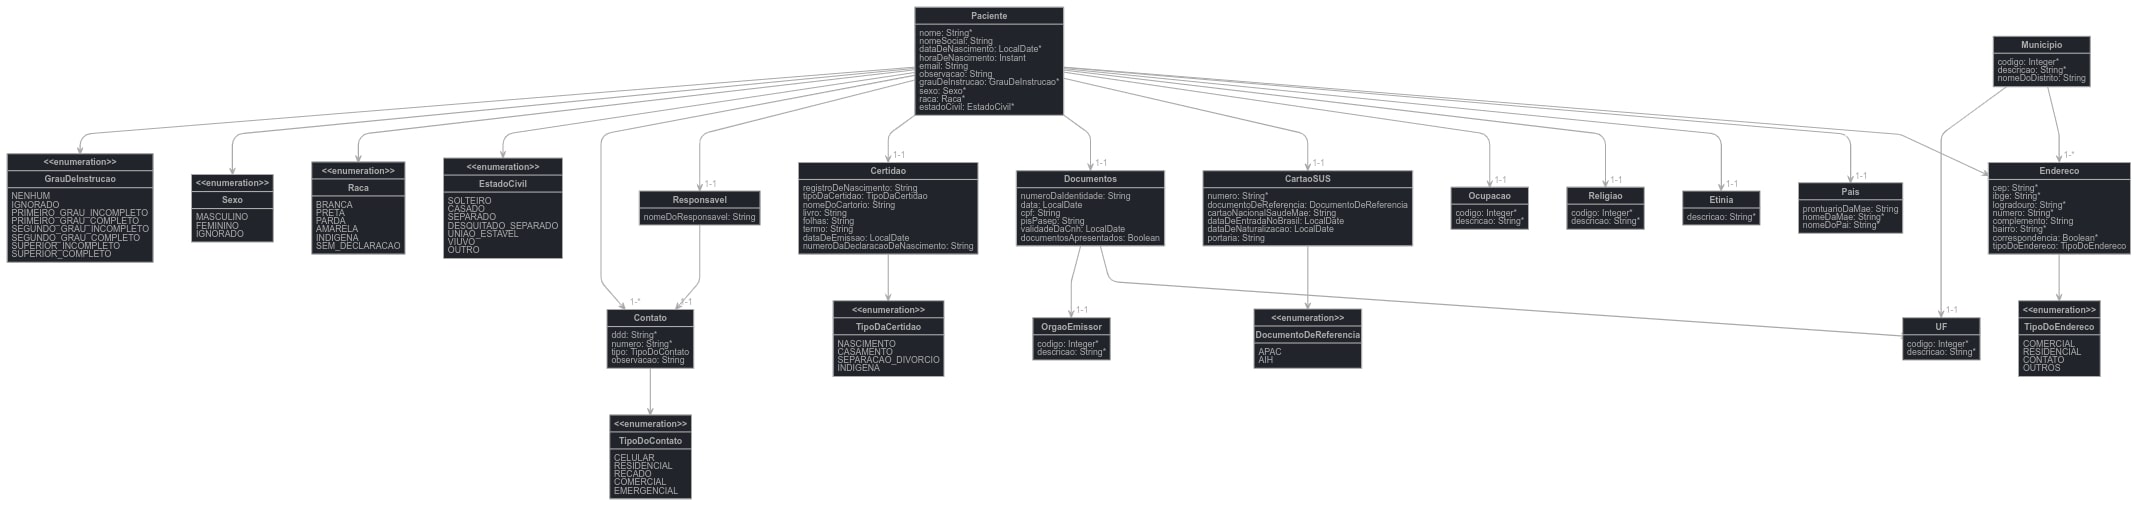 Paciente
nome: String*
nomeSocial: String
dataDeNascimento: LocalDate*
horaDeNascimento: Instant
email: String
observacao: String
grauDeInstrucao: GrauDeInstrucao*
sexo: Sexo*
raca: Raca*
estadoCivil: EstadoCivil*
Municipio
codigo: Integer*
descricao: String*
nomeDoDistrito: String
<<enumeration>>
GrauDeInstrucao
NENHUM
IGNORADO
PRIMEIRO_GRAU_INCOMPLETO
PRIMEIRO_GRAU_COMPLETO
SEGUNDO_GRAU_INCOMPLETO
SEGUNDO_GRAU_COMPLETO
SUPERIOR_INCOMPLETO
SUPERIOR_COMPLETO
<<enumeration>>
Sexo
MASCULINO
FEMININO
IGNORADO
<<enumeration>>
Raca
BRANCA
PRETA
PARDA
AMARELA
INDIGENA
SEM_DECLARACAO
<<enumeration>>
EstadoCivil
SOLTEIRO
CASADO
SEPARADO
DESQUITADO_SEPARADO
UNIAO_ESTAVEL
VIUVO
OUTRO
1-1
Responsavel
nomeDoResponsavel: String
1-1
Certidao
registroDeNascimento: String
tipoDaCertidao: TipoDaCertidao
nomeDoCartorio: String
livro: String
folhas: String
termo: String
dataDeEmissao: LocalDate
numeroDaDeclaracaoDeNascimento: String
1-1
Documentos
numeroDaIdentidade: String
data: LocalDate
cpf: String
pisPasep: String
validadeDaCnh: LocalDate
documentosApresentados: Boolean
1-1
CartaoSUS
numero: String*
documentoDeReferencia: DocumentoDeReferencia
cartaoNacionalSaudeMae: String
dataDeEntradaNoBrasil: LocalDate
dataDeNaturalizacao: LocalDate
portaria: String
1-1
Ocupacao
codigo: Integer*
descricao: String*
1-1
Religiao
codigo: Integer*
descricao: String*
1-1
Etinia
descricao: String*
1-1
Pais
prontuarioDaMae: String
nomeDaMae: String*
nomeDoPai: String*
1-*
Endereco
cep: String*
ibge: String*
logradouro: String*
numero: String*
complemento: String
bairro: String*
correspondencia: Boolean*
tipoDoEndereco: TipoDoEndereco
1-*
1-1
Contato
ddd: String*
numero: String*
tipo: TipoDoContato
observacao: String
<<enumeration>>
TipoDaCertidao
NASCIMENTO
CASAMENTO
SEPARACAO_DIVORCIO
INDIGENA
1-1
OrgaoEmissor
codigo: Integer*
descricao: String*
<<enumeration>>
DocumentoDeReferencia
APAC
AIH
1-1
UF
codigo: Integer*
descricao: String*
<<enumeration>>
TipoDoEndereco
COMERCIAL
RESIDENCIAL
CONTATO
OUTROS
<<enumeration>>
TipoDoContato
CELULAR
RESIDENCIAL
RECADO
COMERCIAL
EMERGENCIAL